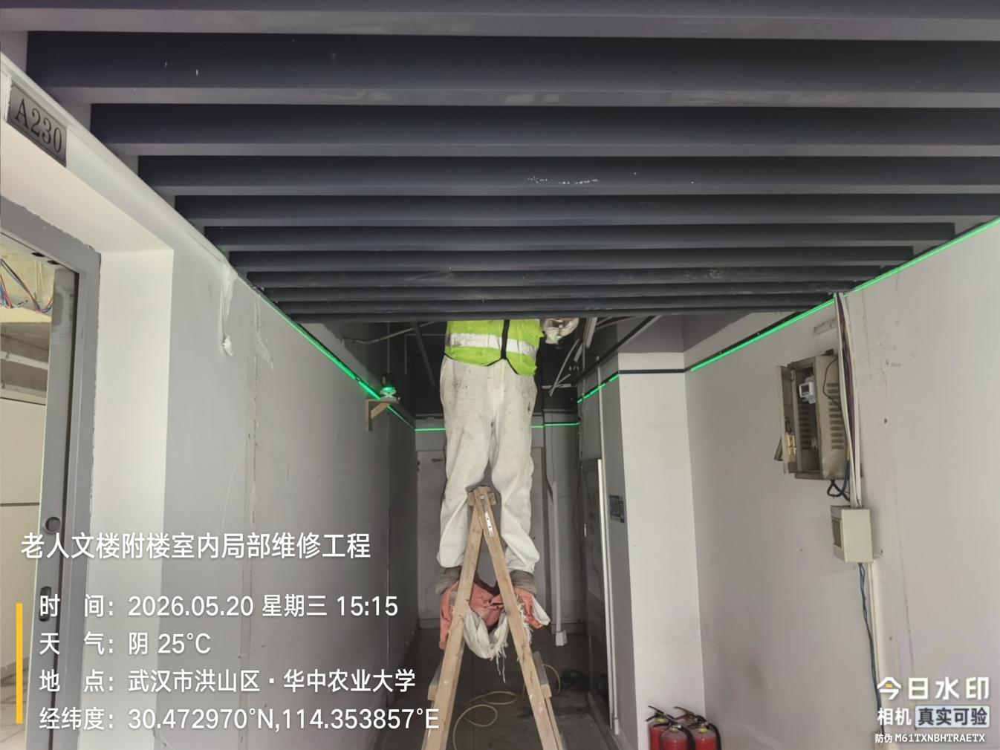 A230
老人文楼附楼室内局部维修工程
时 间：2026.05.20 星期三 15:15
天 气：阴 25°C
地 点：武汉市洪山区·华中农业大学
经纬度：30.472970°N,114.353857°E
今日水印
相机 真实可验
防伪 M61TXNBHTRAETX